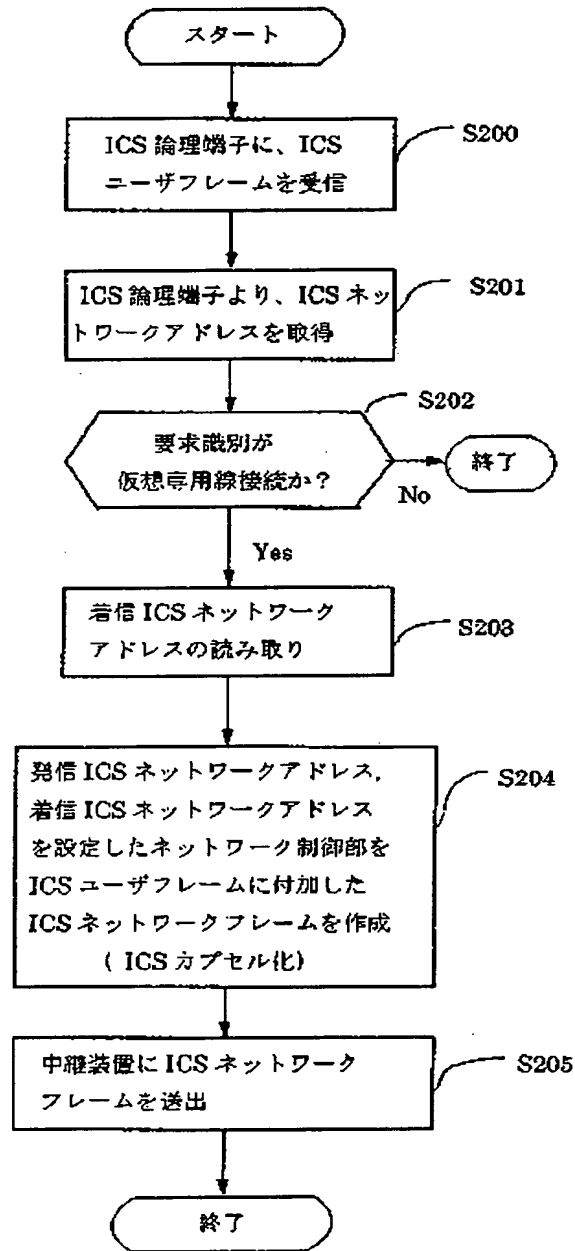 スタート
ICS 論理端子に、ICS
ユーザフレームを受信
S200
ICS 論理端子より、ICS ネッ
トワークアドレスを取得
S201
要求識別が
仮想専用線接続か?
S202
No
終了
Yes
着信 ICS ネットワーク
アドレスの読み取り
S203
発信 ICS ネットワークアドレス,
着信 ICS ネットワークアドレス
を設定したネットワーク制御部を
ICS ユーザフレームに付加した
ICS ネットワークフレームを作成
( ICS カプセル化)
S204
中継装置に ICS ネットワーク
フレームを送出
S205
終了